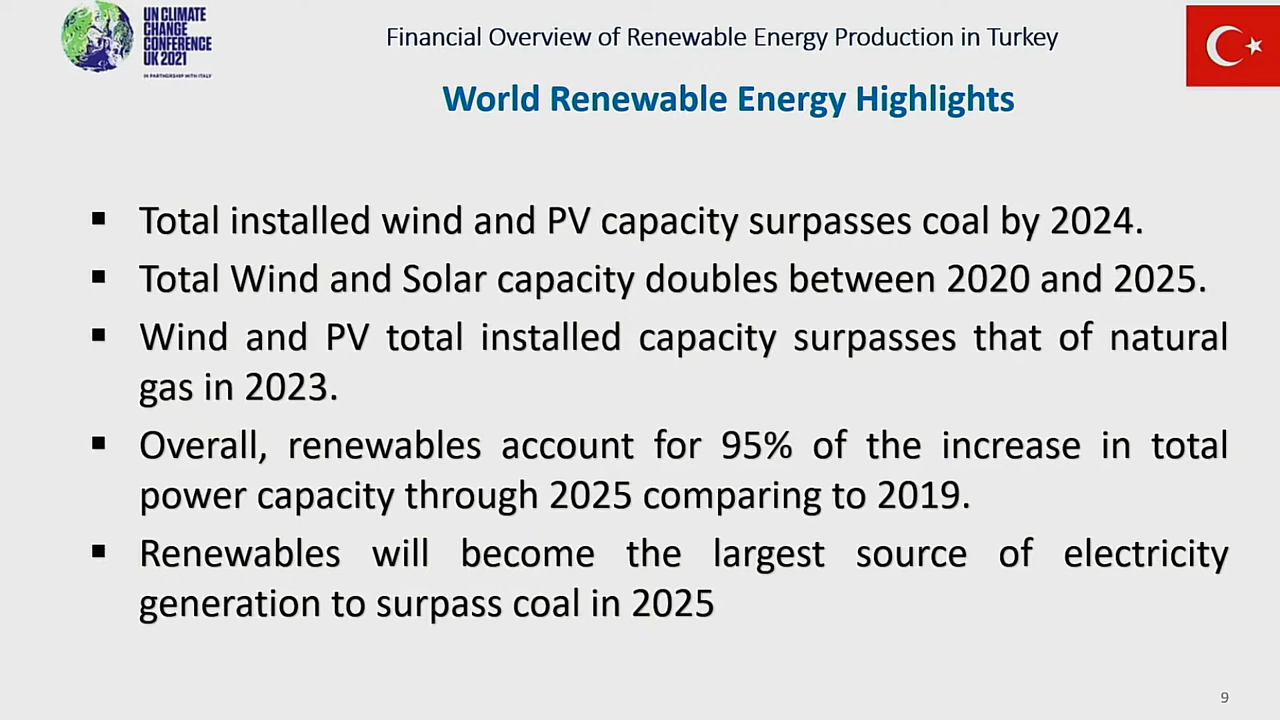 UN CLIMATE
CHANGE
CONFERENCE
UK 2021
IN PARTNERSHIP WITH ITALY
Financial Overview of Renewable Energy Production in Turkey
World Renewable Energy Highlights
▪ Total installed wind and PV capacity surpasses coal by 2024.
▪ Total Wind and Solar capacity doubles between 2020 and 2025.
▪ Wind and PV total installed capacity surpasses that of natural
gas in 2023.
▪ Overall, renewables account for 95% of the increase in total
power capacity through 2025 comparing to 2019.
▪ Renewables will become the largest source of electricity
generation to surpass coal in 2025
9